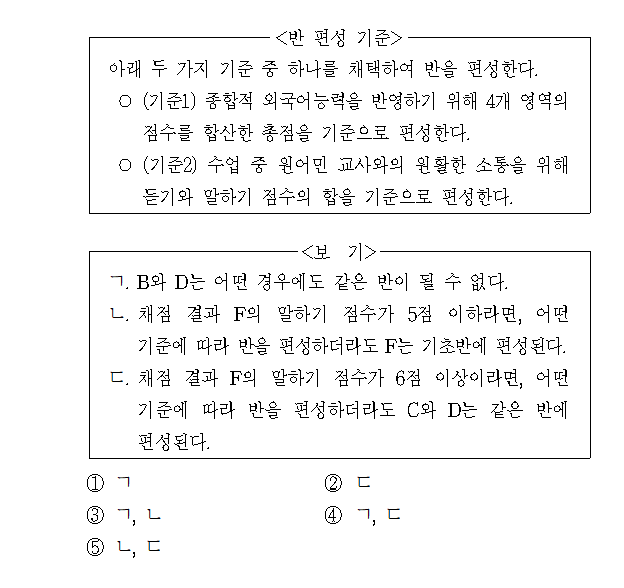 <반 편성 기준>
아래 두 가지 기준 중 하나를 채택하여 반을 편성한다.
○ (기준1) 종합적 외국어능력을 반영하기 위해 4개 영역의
점수를 합산한 총점을 기준으로 편성한다.
○ (기준2) 수업 중 원어민 교사와의 원활한 소통을 위해
듣기와 말하기 점수의 합을 기준으로 편성한다.
<보 기>
ㄱ. B와 D는 어떤 경우에도 같은 반이 될 수 없다.
ㄴ. 채점 결과 F의 말하기 점수가 5점 이하라면, 어떤
기준에 따라 반을 편성하더라도 F는 기초반에 편성된다.
ㄷ. 채점 결과 F의 말하기 점수가 6점 이상이라면, 어떤
기준에 따라 반을 편성하더라도 C와 D는 같은 반에
편성된다.
① ㄱ ② ㄷ
③ ㄱ, ㄴ ④ ㄱ, ㄷ
⑤ ㄴ, ㄷ